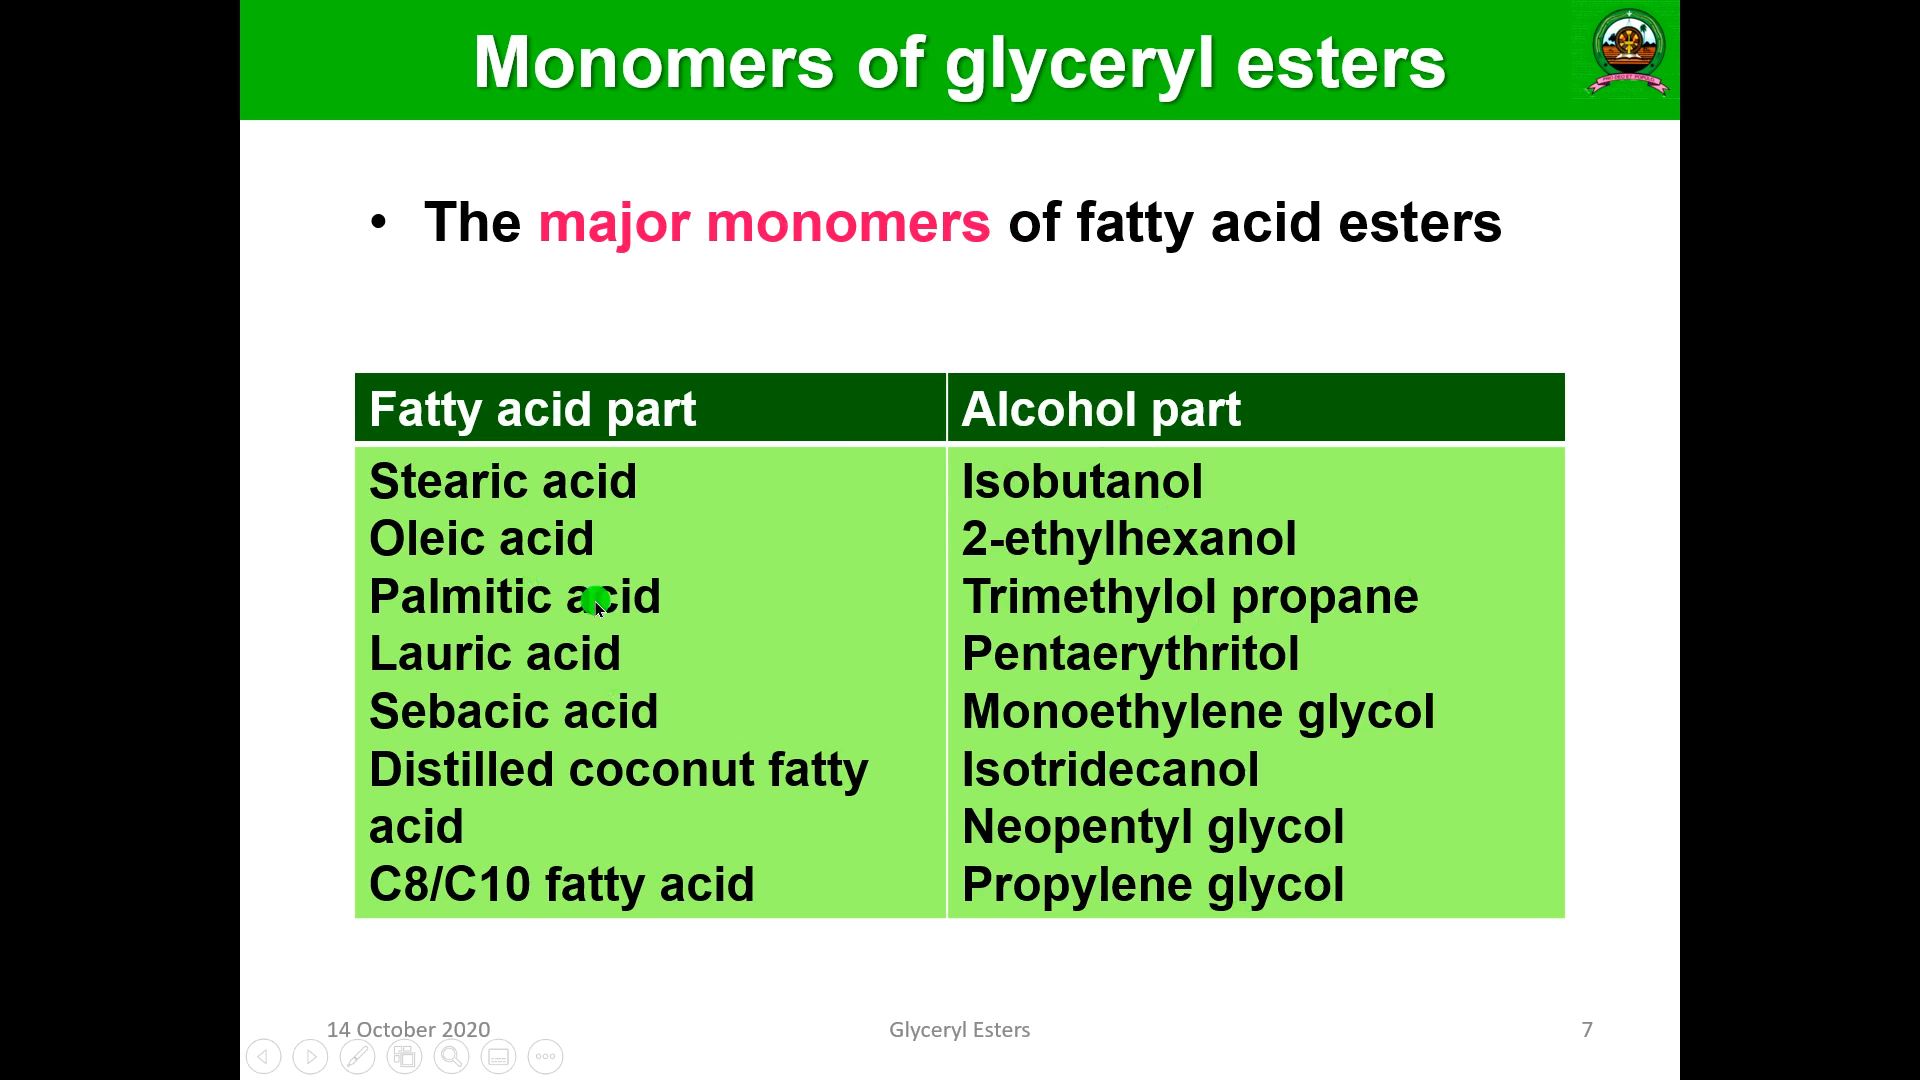 Monomers of glyceryl esters
• The major monomers of fatty acid esters
Fatty acid part
Alcohol part
Stearic acid
Oleic acid
Palmitic acid
Lauric acid
Sebacic acid
Distilled coconut fatty
acid
C8/C10 fatty acid
Isobutanol
2-ethylhexanol
Trimethylol propane
Pentaerythritol
Monoethylene glycol
Isotridecanol
Neopentyl glycol
Propylene glycol
14 October 2020
Glyceryl Esters
7